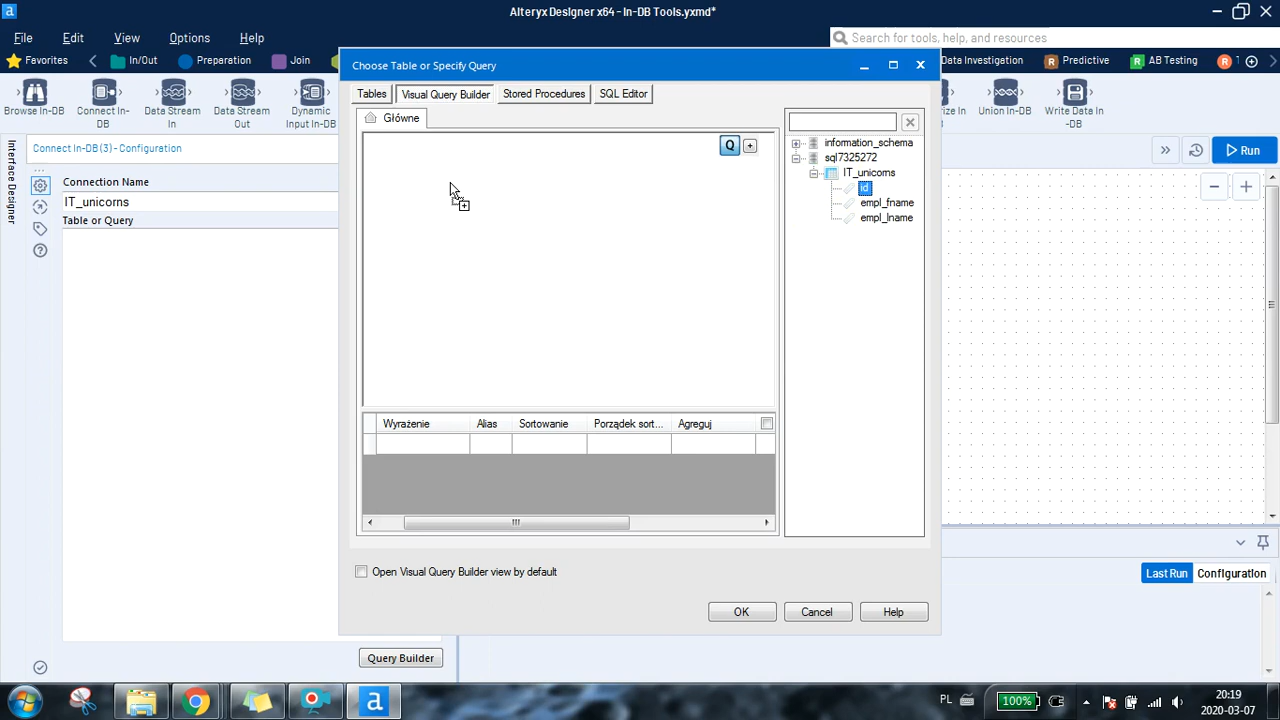 a Alteryx Designer x64 - In-DB Tools.yxmd*
File Edit View Options Help
Search for tools, help, and resources
Favorites In/Out Preparation Join
Data Investigation R Predictive R AB Testing R
Browse In-DB
Connect In-DB
Data Stream In
Data Stream Out
Dynamic Input In-DB
Union In-DB
Write Data In-DB
Interface Designer
Connect In-DB (3) - Configuration
Connection Name
IT_unicorns
Table or Query
Query Builder
Choose Table or Specify Query
Tables Visual Query Builder Stored Procedures SQL Editor
Główne
Q
information_schema
sql7325272
IT_unicorns
id
empl_fname
empl_lname
Wyrażenie Alias Sortowanie Porządek sort... Agreguj
Open Visual Query Builder view by default
OK Cancel Help
Run
Last Run Configuration
a PL 100% 20:19
2020-03-07